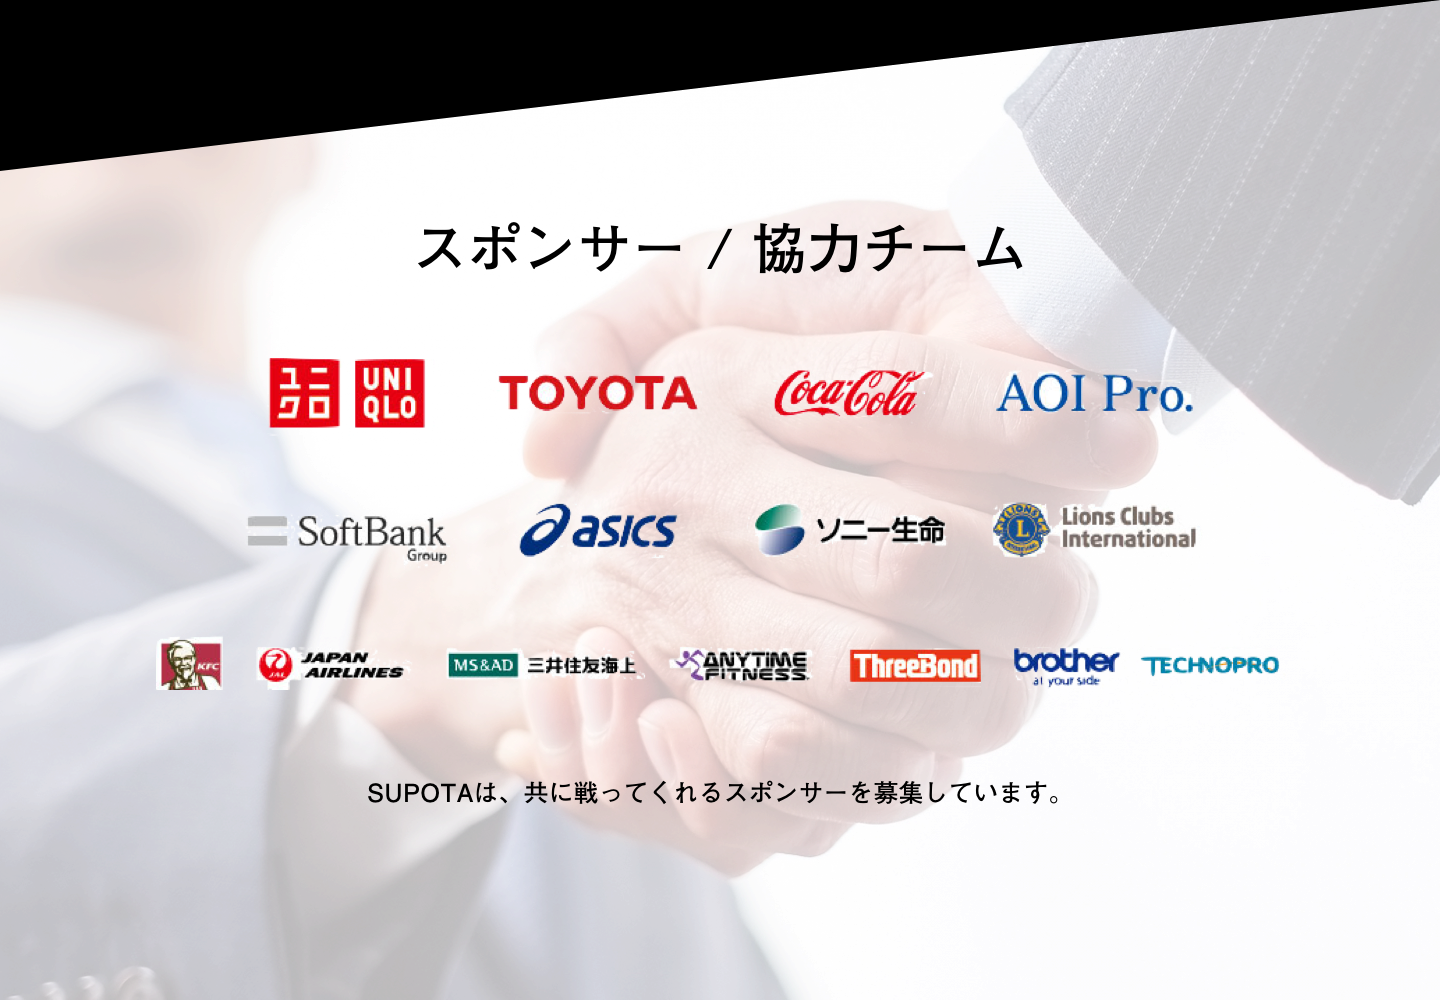 スポンサー / 協力チーム
ユニクロ UNIQLO TOYOTA Coca-Cola AOI Pro.
SoftBank Group asics ソニー生命 LIONS L Lions Clubs International
KFC JAL JAPAN AIRLINES MS&AD 三井住友海上 ANYTIME FITNESS ThreeBond brother at your side TECHNOPRO
SUPOTAは、共に戦ってくれるスポンサーを募集しています。